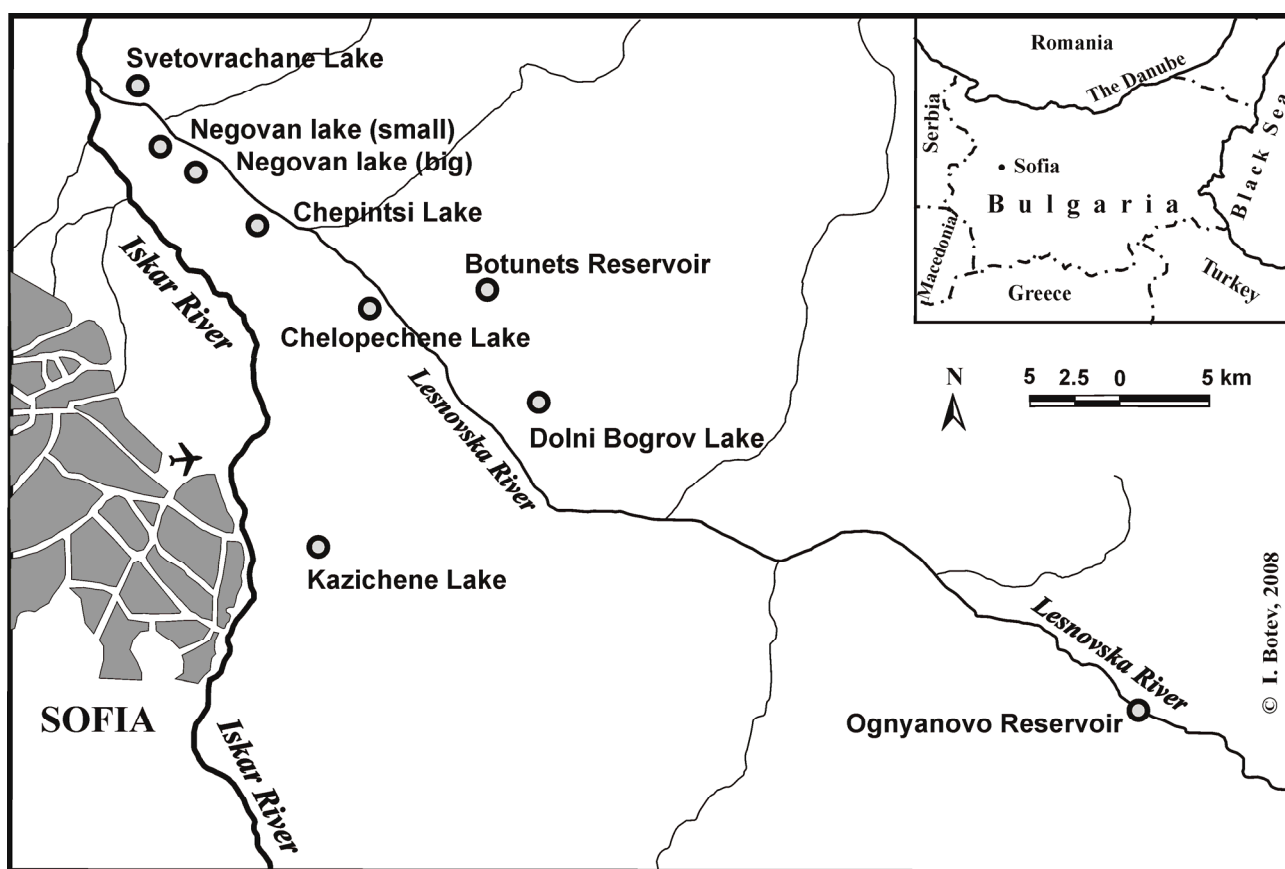 Svetovrachane Lake
Negovan lake (small)
Negovan lake (big)
Chepintsi Lake
Botunets Reservoir
Chelopechene Lake
Dolni Bogrov Lake
Kazichene Lake
Ognyanovo Reservoir
Iskar River
Lesnovska River
Lesnovska River
Iskar River
SOFIA
Romania
The Danube
Serbia
Sofia
Bulgaria
Black Sea
Macedonia
Greece
Turkey
N
5 2.5 0 5 km
© I. Botev, 2008